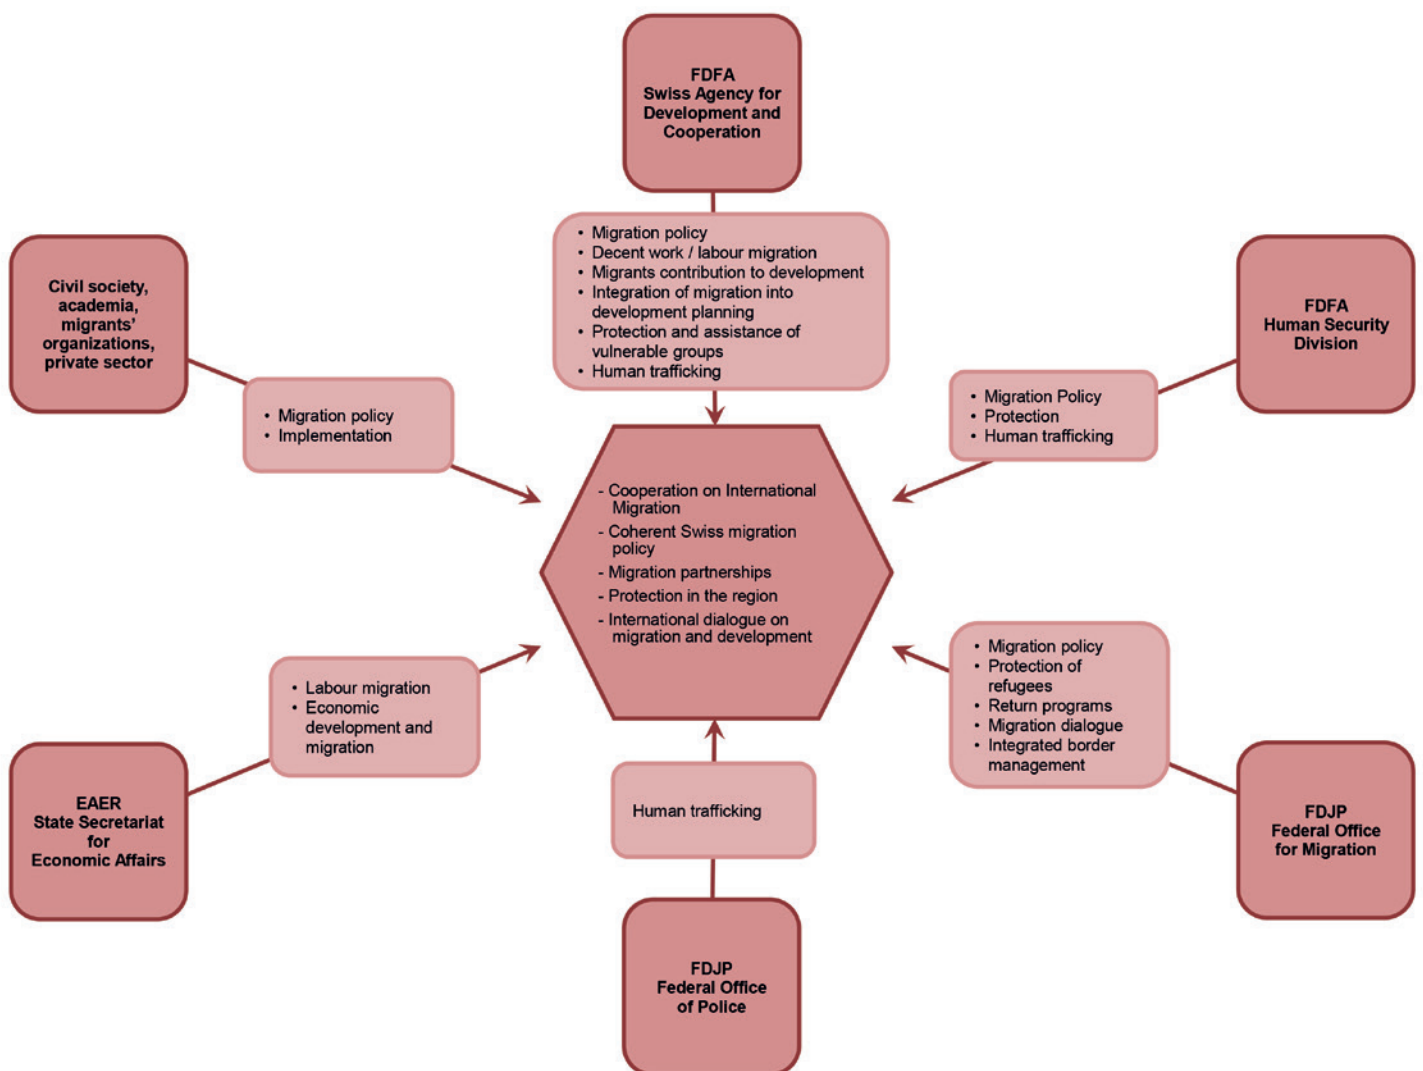 FDFA
Swiss Agency for
Development and
Cooperation
• Migration policy
• Decent work / labour migration
• Migrants contribution to development
• Integration of migration into
development planning
• Protection and assistance of
vulnerable groups
• Human trafficking
Civil society,
academia,
migrants'
organizations,
private sector
• Migration policy
• Implementation
FDFA
Human Security
Division
• Migration Policy
• Protection
• Human trafficking
- Cooperation on International
Migration
- Coherent Swiss migration
policy
- Migration partnerships
- Protection in the region
- International dialogue on
migration and development
• Labour migration
• Economic
development and
migration
EAER
State Secretariat
for
Economic Affairs
• Migration policy
• Protection of
refugees
• Return programs
• Migration dialogue
• Integrated border
management
FDJP
Federal Office
for Migration
Human trafficking
FDJP
Federal Office
of Police